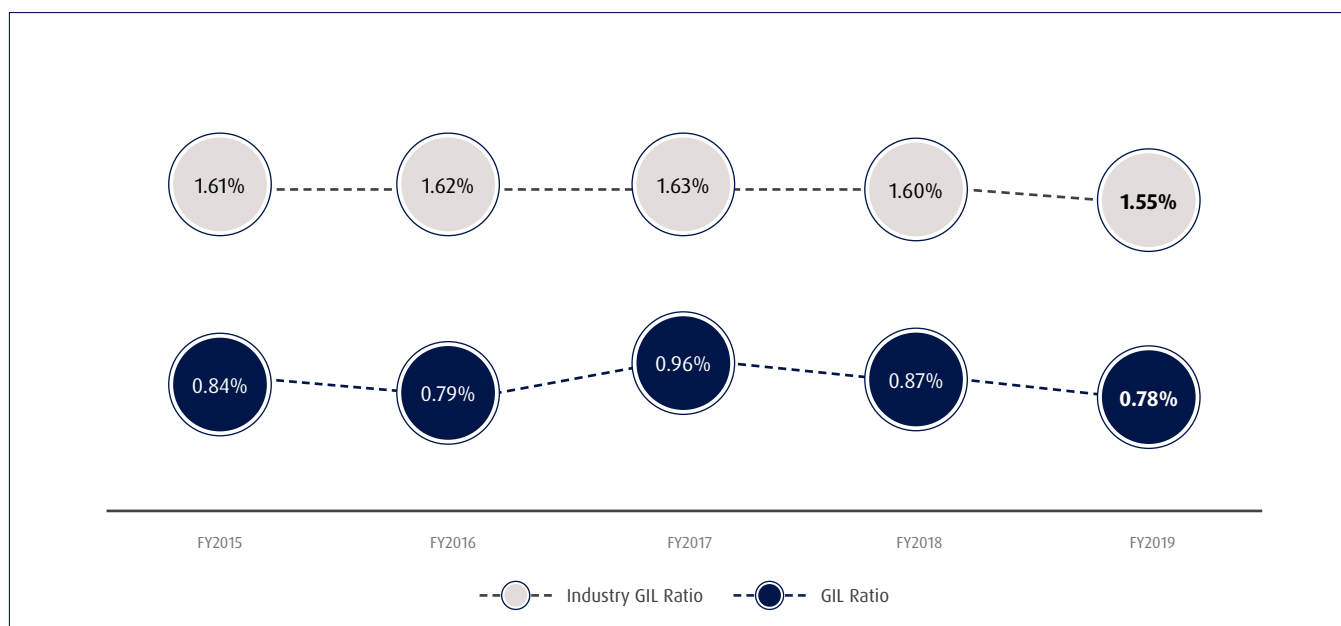 1.61% 1.62% 1.63% 1.60% 1.55%
0.84% 0.79% 0.96% 0.87% 0.78%
FY2015 FY2016 FY2017 FY2018 FY2019
Industry GIL Ratio GIL Ratio